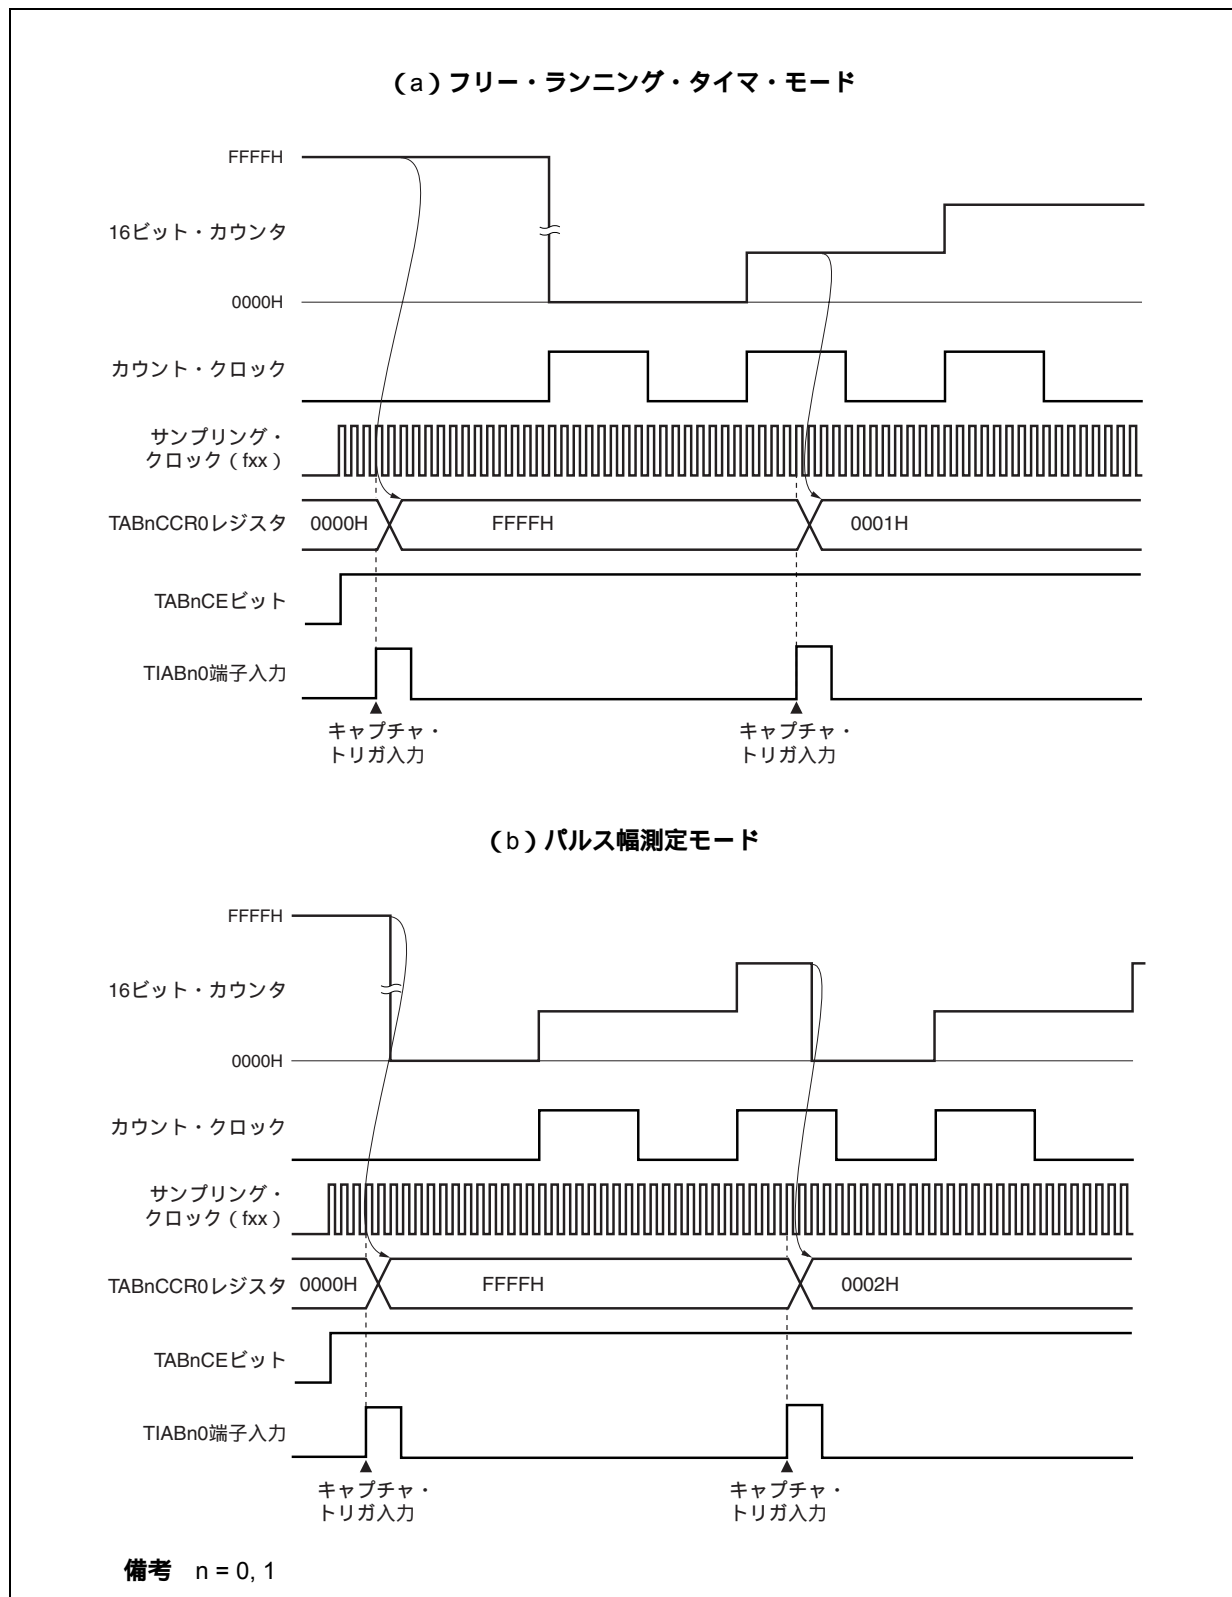 （a）フリー・ランニング・タイマ・モード
FFFFH
16ビット・カウンタ
0000H
カウント・クロック
サンプリング・
クロック（fxx）
TABnCCR0レジスタ 0000H FFFFH 0001H
TABnCEビット
TIABn0端子入力
キャプチャ・ キャプチャ・
トリガ入力 トリガ入力
（b）パルス幅測定モード
FFFFH
16ビット・カウンタ
0000H
カウント・クロック
サンプリング・
クロック（fxx）
TABnCCR0レジスタ 0000H FFFFH 0002H
TABnCEビット
TIABn0端子入力
キャプチャ・ キャプチャ・
トリガ入力 トリガ入力
備考 n = 0, 1